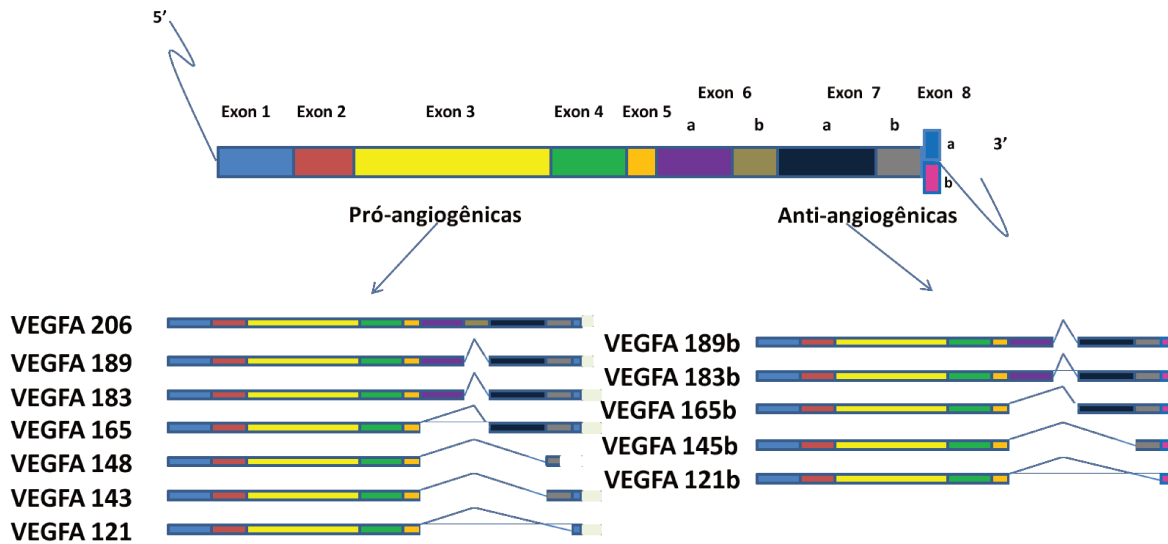 5’
Exon 1 Exon 2 Exon 3 Exon 4 Exon 5 Exon 6 Exon 7 Exon 8
a b a b
a
b
3’
Pró-angiogênicas Anti-angiogênicas
VEGFA 206
VEGFA 189
VEGFA 183
VEGFA 165
VEGFA 148
VEGFA 143
VEGFA 121
VEGFA 189b
VEGFA 183b
VEGFA 165b
VEGFA 145b
VEGFA 121b